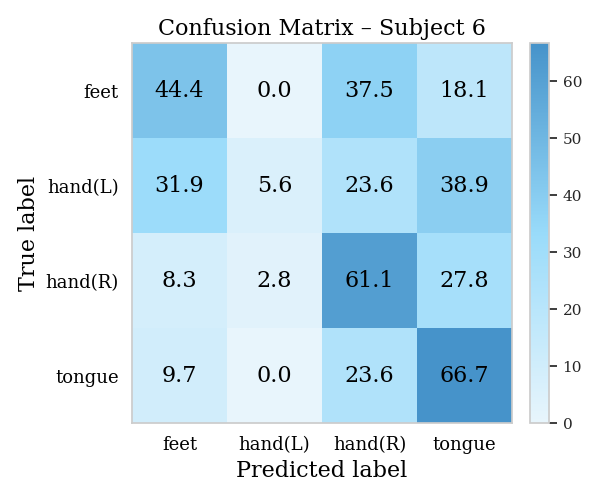 Confusion Matrix – Subject 6
True label
feet 44.4 0.0 37.5 18.1
hand(L) 31.9 5.6 23.6 38.9
hand(R) 8.3 2.8 61.1 27.8
tongue 9.7 0.0 23.6 66.7
feet hand(L) hand(R) tongue
Predicted label
60
50
40
30
20
10
0